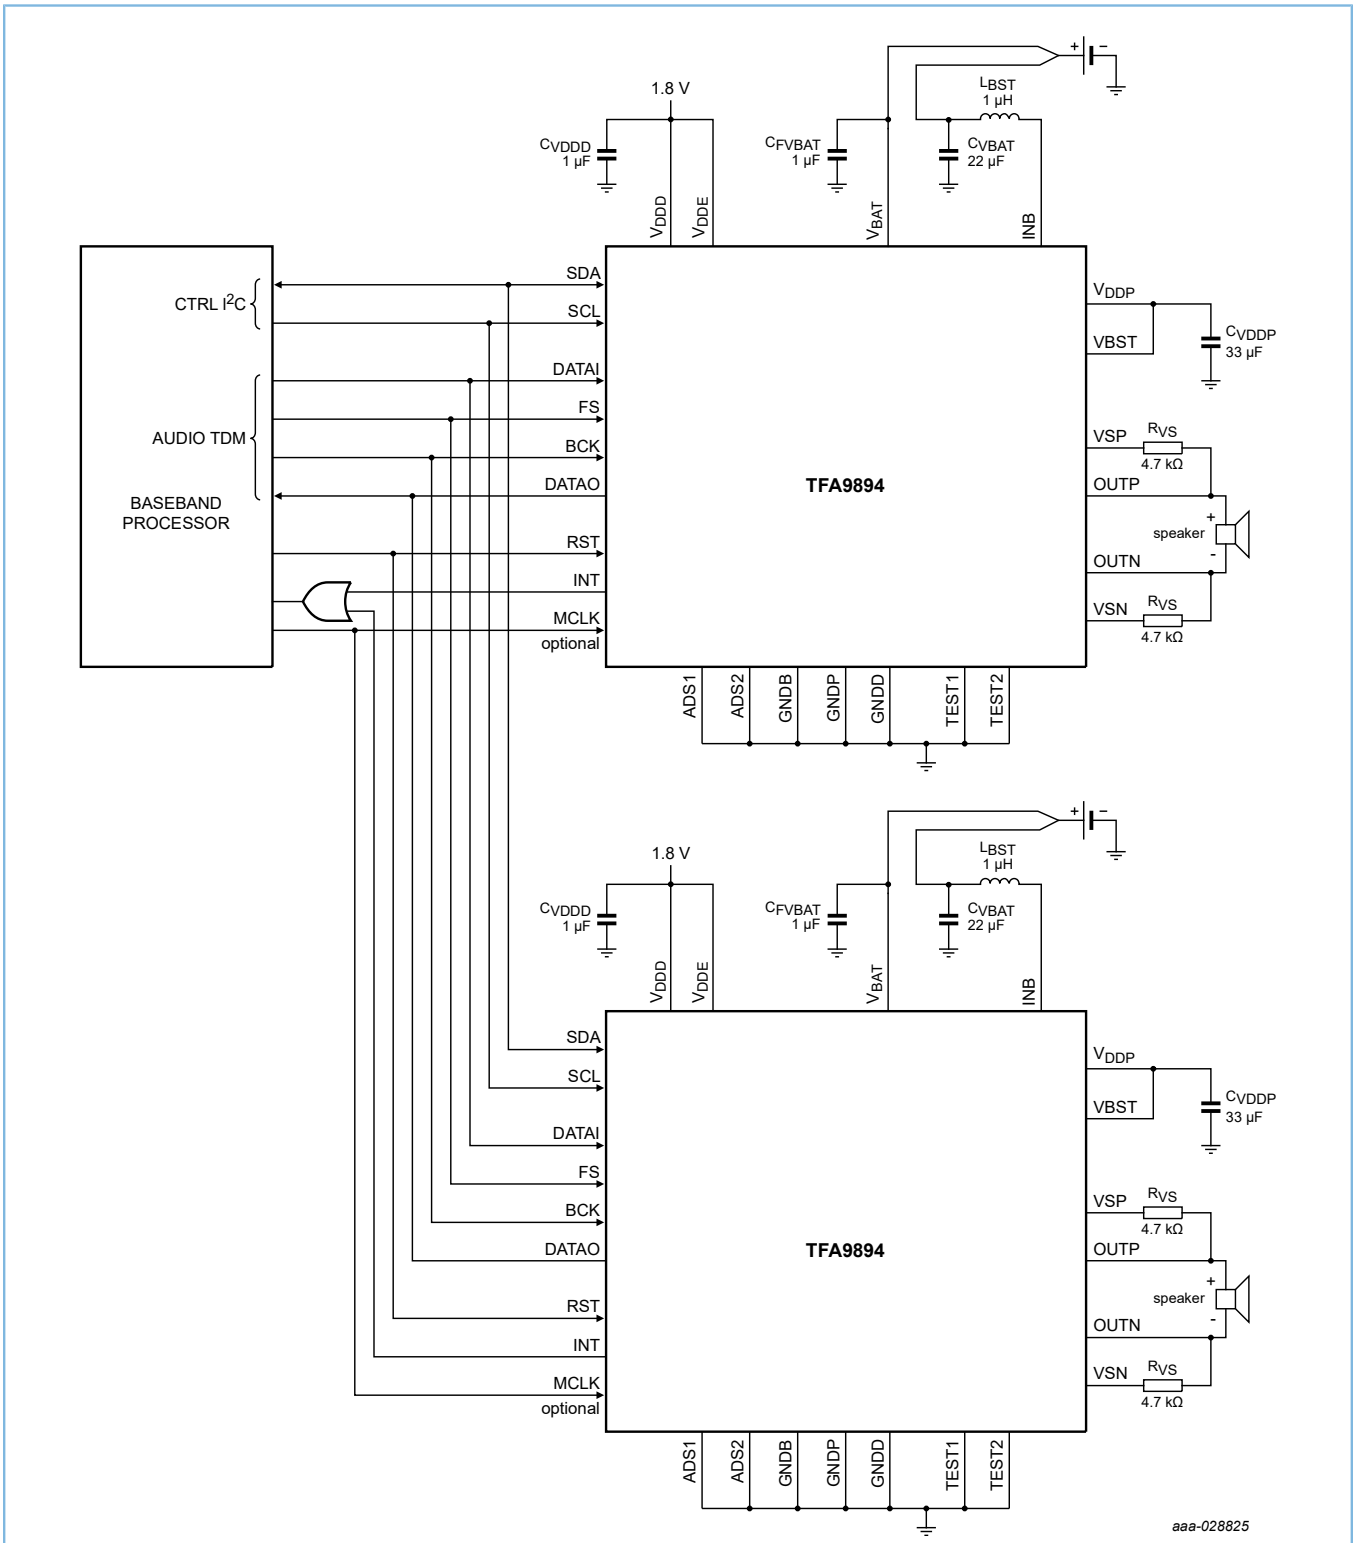 1.8 V
CVDDD
1 µF
CFVBAT
1 µF
LBST
1 µH
CVBAT
22 µF
+
-
VDDD
VDDE
VBAT
INB
CTRL I2C
AUDIO TDM
BASEBAND
PROCESSOR
SDA
SCL
DATAI
FS
BCK
DATAO
RST
INT
MCLK
optional
TFA9894
VDDP
VBST
CVDDP
33 µF
VSP
RVS
4.7 kΩ
OUTP
speaker
+
-
OUTN
VSN
RVS
4.7 kΩ
ADS1
ADS2
GNDB
GNDP
GNDD
TEST1
TEST2
1.8 V
CVDDD
1 µF
CFVBAT
1 µF
LBST
1 µH
CVBAT
22 µF
+
-
VDDD
VDDE
VBAT
INB
SDA
SCL
DATAI
FS
BCK
DATAO
RST
INT
MCLK
optional
TFA9894
VDDP
VBST
CVDDP
33 µF
VSP
RVS
4.7 kΩ
OUTP
speaker
+
-
OUTN
VSN
RVS
4.7 kΩ
ADS1
ADS2
GNDB
GNDP
GNDD
TEST1
TEST2
aaa-028825